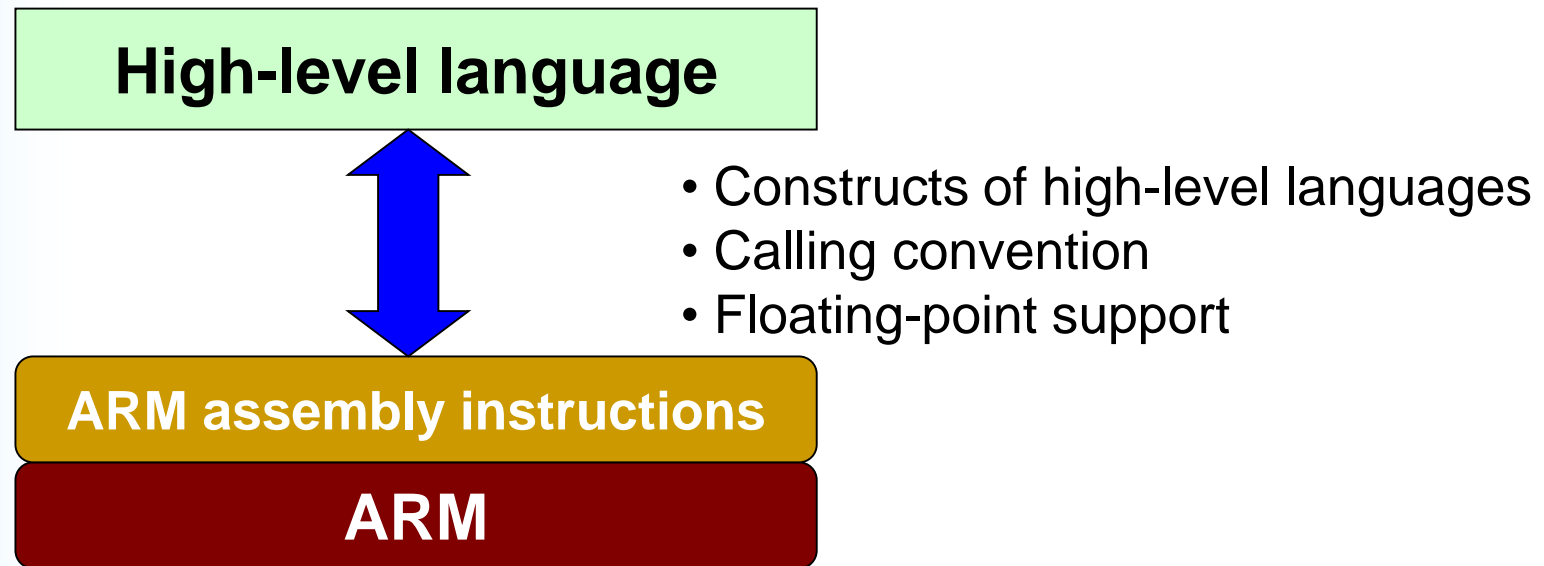 High-level language
• Constructs of high-level languages
• Calling convention
• Floating-point support
ARM assembly instructions
ARM